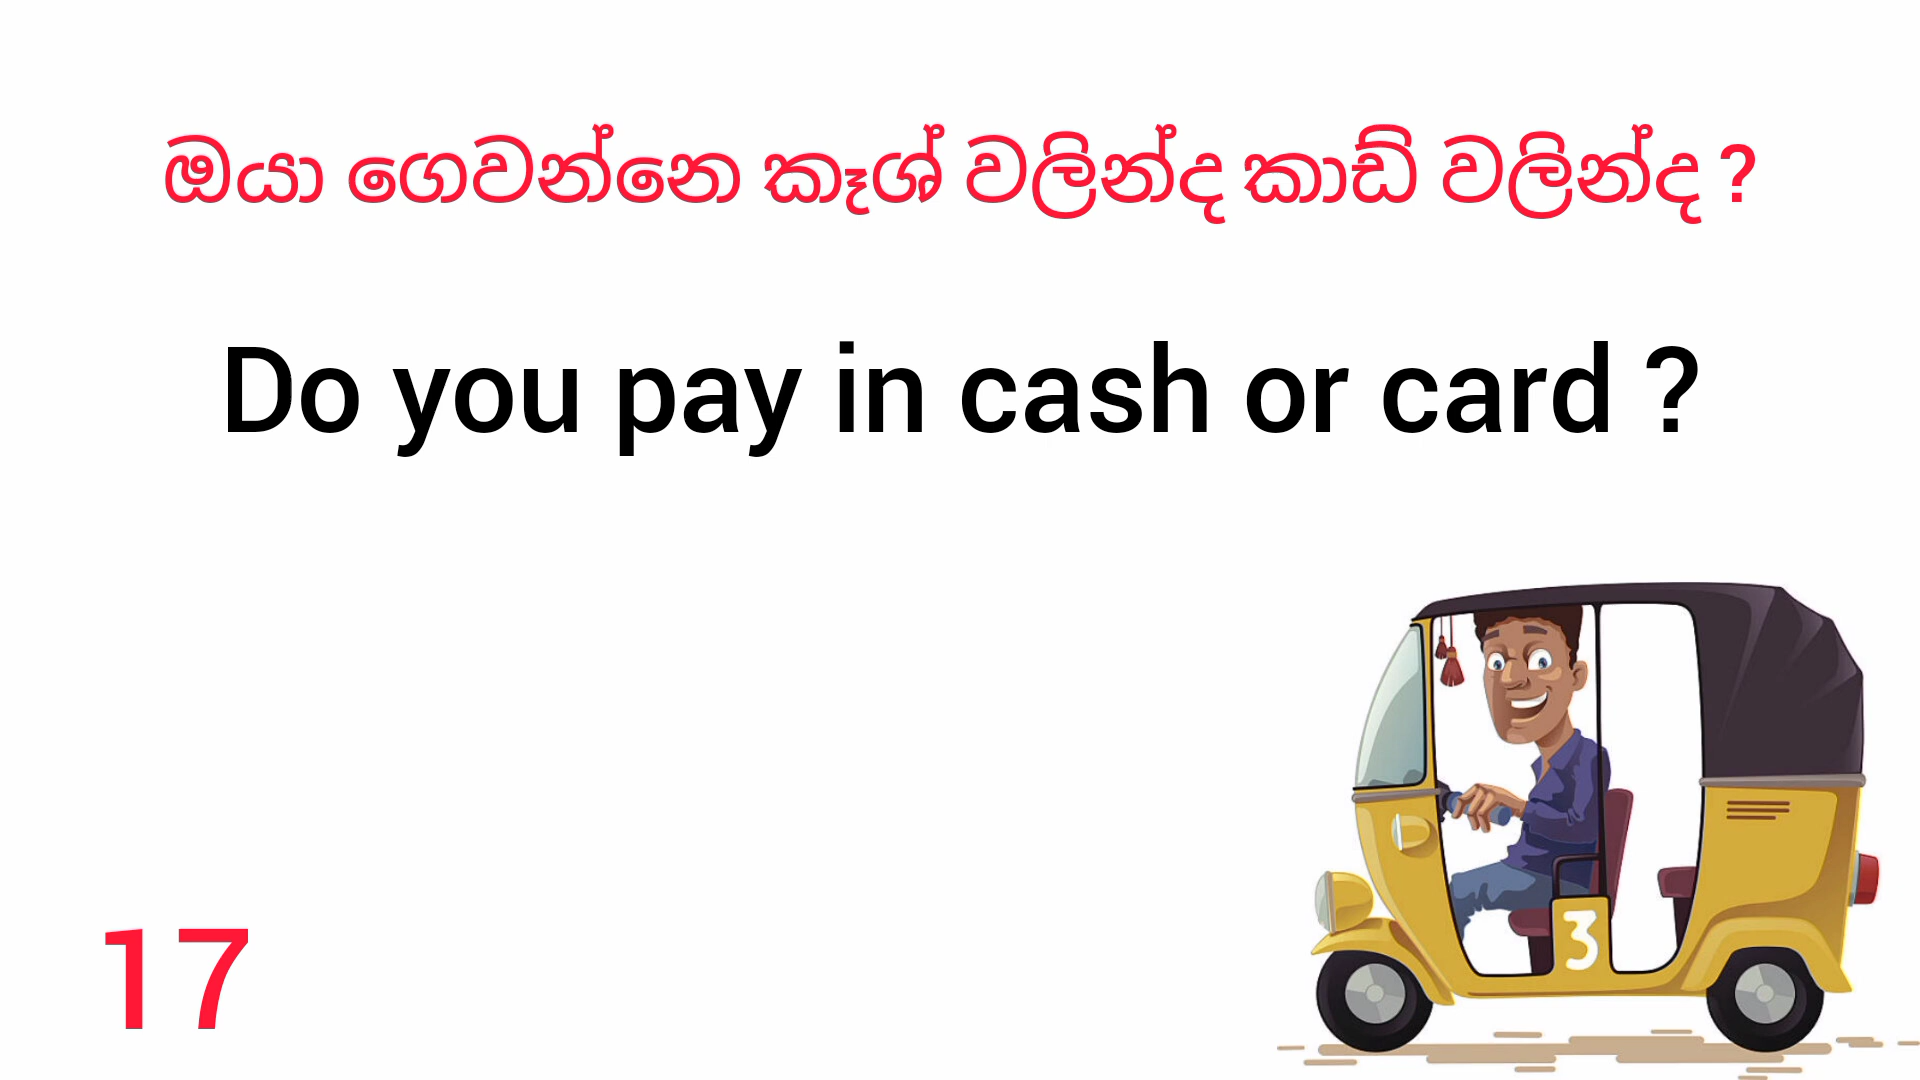 ඔයා ගෙවන්නෙ කෑශ් වලින්ද කාඩ් වලින්ද ?
Do you pay in cash or card ?
17
3